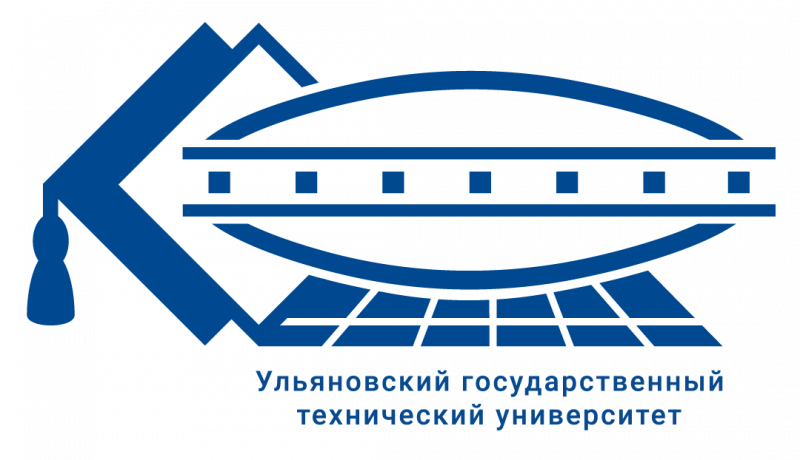 Ульяновский государственный
технический университет